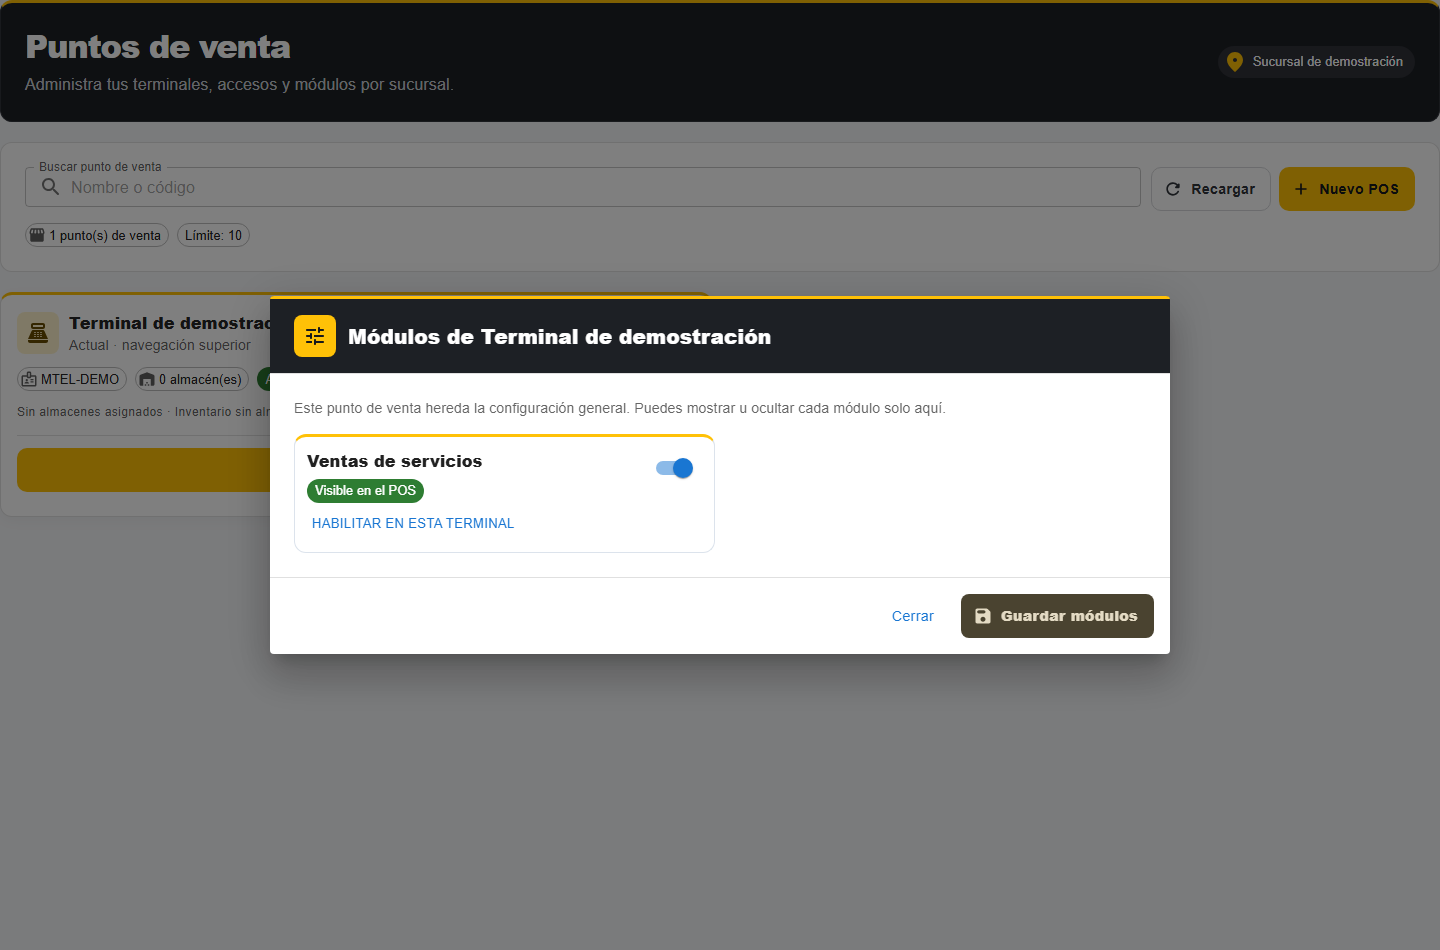 Puntos de venta
Administra tus terminales, accesos y módulos por sucursal.
Sucursal de demostración
Buscar punto de venta
Nombre o código
Recargar
Nuevo POS
1 punto(s) de venta
Límite: 10
Terminal de demostrac
Actual · navegación superior
MTEL-DEMO
0 almacén(es)
Sin almacenes asignados · Inventario sin alm
Módulos de Terminal de demostración
Este punto de venta hereda la configuración general. Puedes mostrar u ocultar cada módulo solo aquí.
Ventas de servicios
Visible en el POS
HABILITAR EN ESTA TERMINAL
Cerrar
Guardar módulos